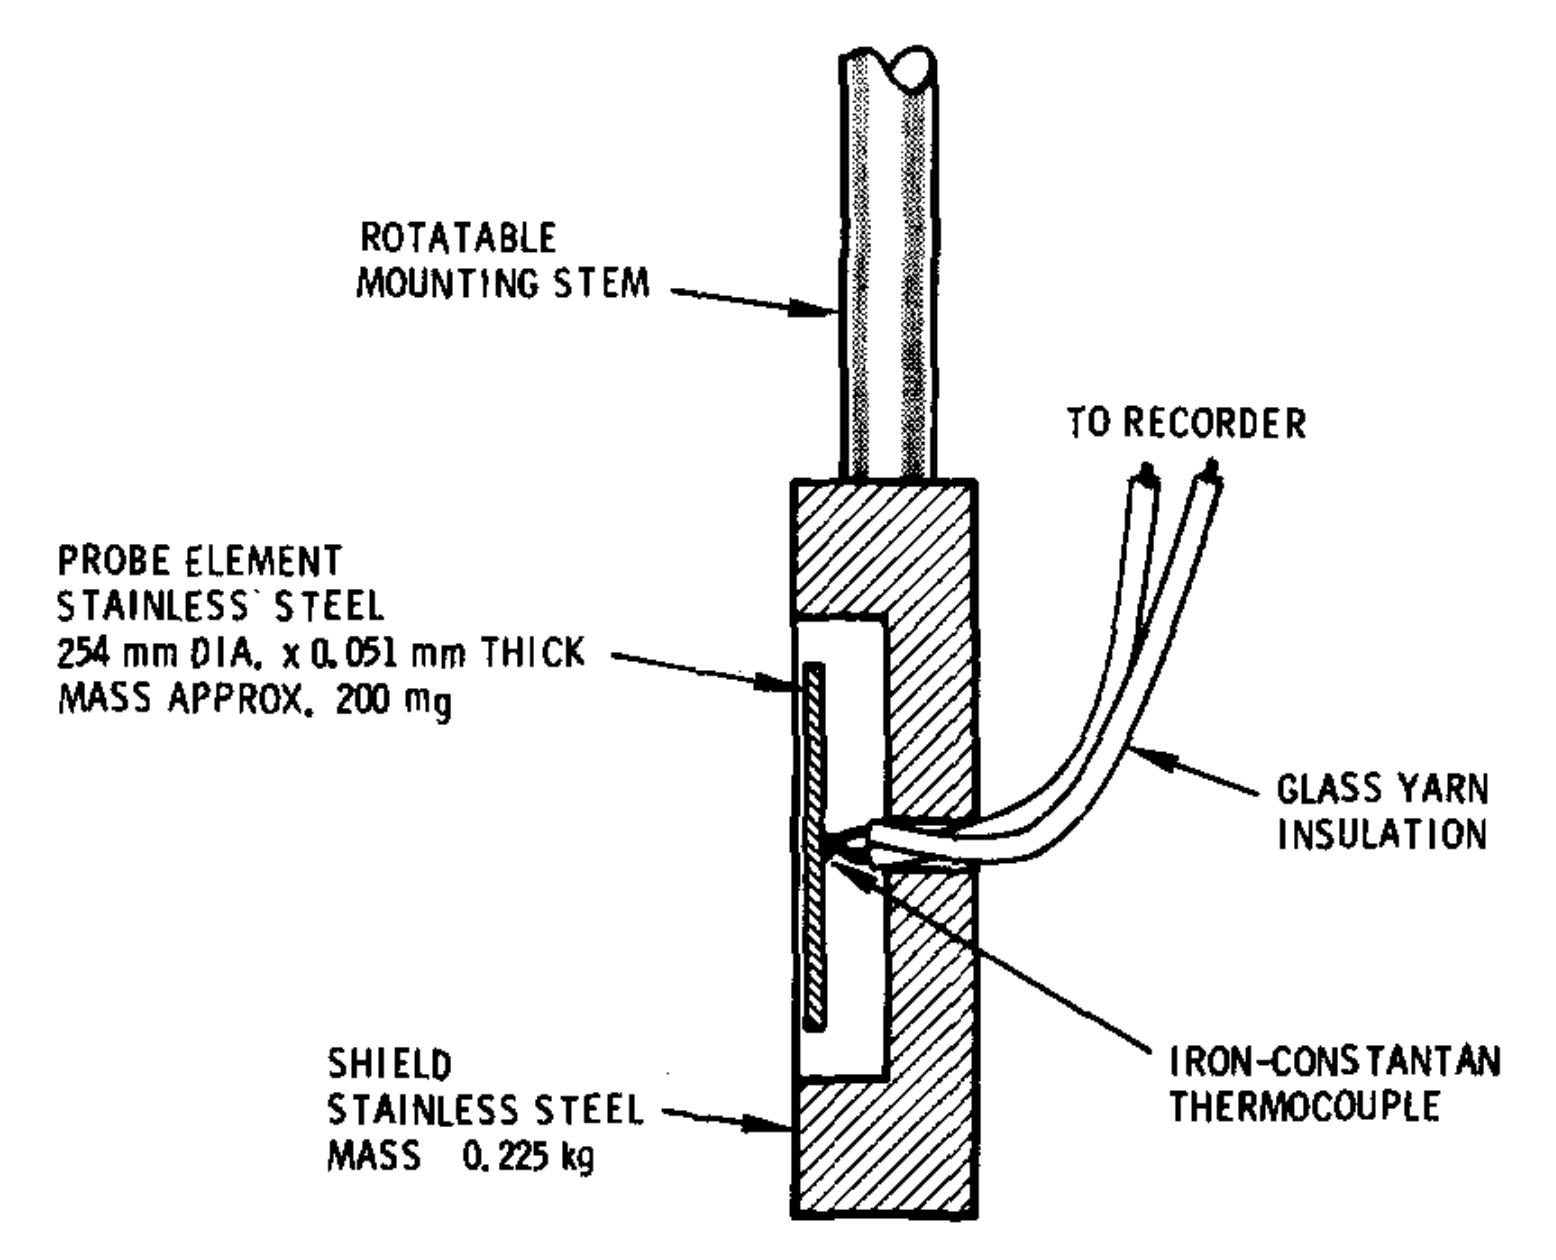 ROTATABLE
MOUNTING STEM
TO RECORDER
PROBE ELEMENT
STAINLESS STEEL
254 mm DIA. x 0.051 mm THICK
MASS APPROX. 200 mg
GLASS YARN
INSULATION
SHIELD
STAINLESS STEEL
MASS 0.225 kg
IRON-CONSTANTAN
THERMOCOUPLE